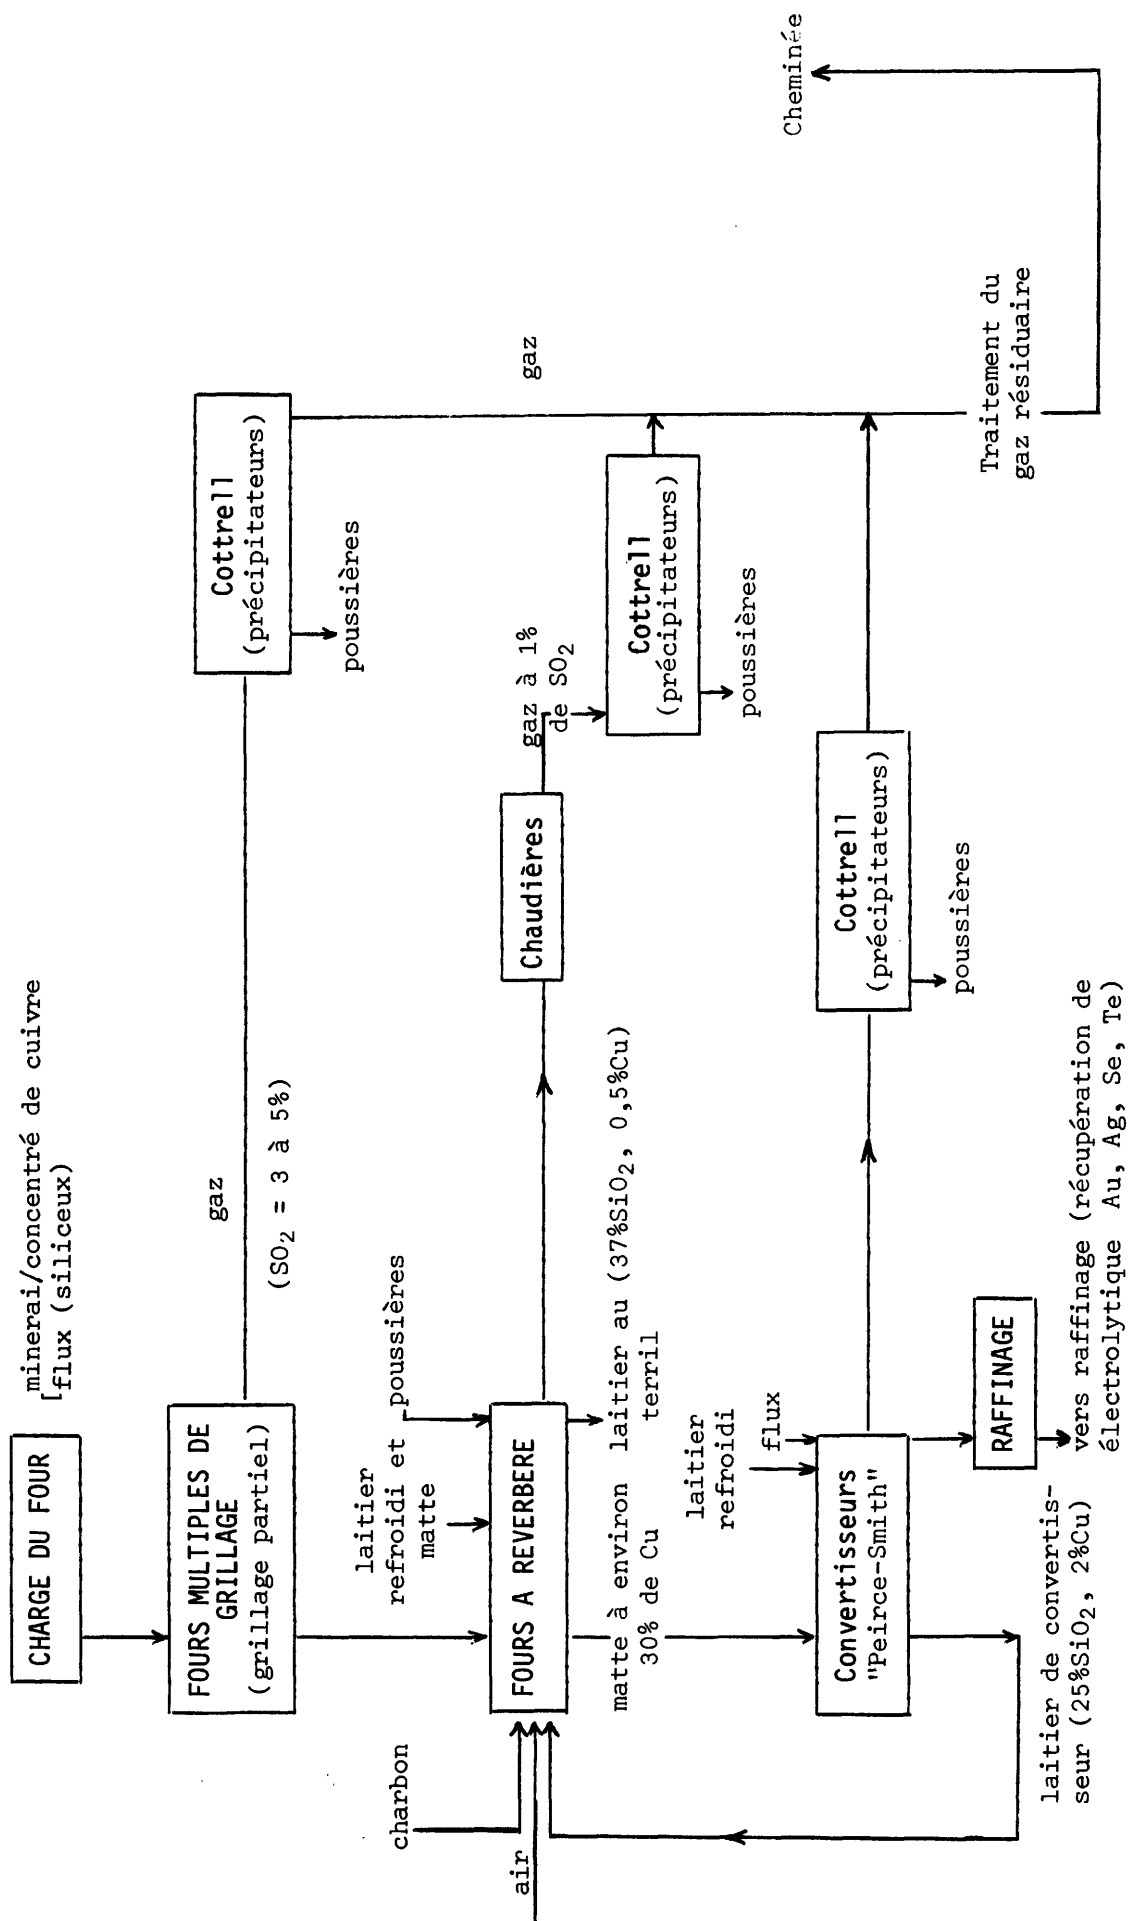 CHARGE DU FOUR
minerai/concentré de cuivre
[flux (siliceux)
FOURS MULTIPLES DE
GRILLAGE
(grillage partiel)
gaz
(SO₂ = 3 à 5%)
Cottrell
(précipitateurs)
poussières
gaz
laitier
refroidi et
matte
poussières
charbon
air
FOURS A REVERBERE
Chaudières
gaz à 1%
de SO₂
Cottrell
(précipitateurs)
poussières
matte à environ
30% de Cu
laitier au (37%SiO₂, 0,5%Cu)
terril
laitier
refroidi
flux
Convertisseurs
"Peirce-Smith"
Cottrell
(précipitateurs)
poussières
Traitement du
gaz résiduaire
Cheminée
RAFFINAGE
laitier de convertis-
seur (25%SiO₂, 2%Cu)
vers raffinage (récupération de
électrolytique Au, Ag, Se, Te)